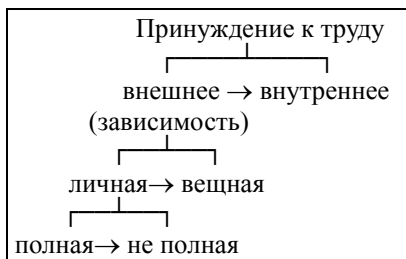 Принуждение к труду
внешнее → внутреннее
(зависимость)
личная→ вещная
полная→ не полная